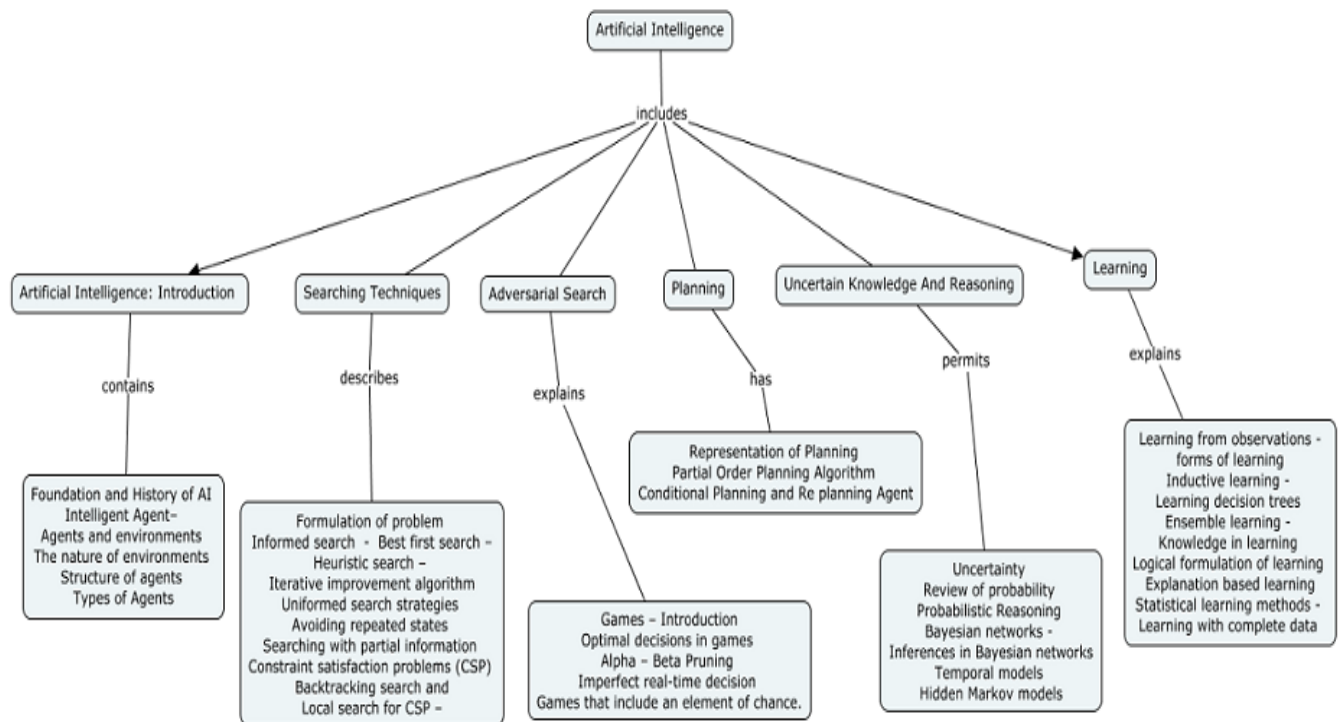 Artificial Intelligence
includes
Artificial Intelligence: Introduction
Searching Techniques
Adversarial Search
Planning
Uncertain Knowledge And Reasoning
Learning
contains
describes
explains
has
permits
explains
Foundation and History of AI
Intelligent Agent–
Agents and environments
The nature of environments
Structure of agents
Types of Agents
Formulation of problem
Informed search - Best first search –
Heuristic search –
Iterative improvement algorithm
Uniformed search strategies
Avoiding repeated states
Searching with partial information
Constraint satisfaction problems (CSP)
Backtracking search and
Local search for CSP –
Games – Introduction
Optimal decisions in games
Alpha – Beta Pruning
Imperfect real-time decision
Games that include an element of chance.
Representation of Planning
Partial Order Planning Algorithm
Conditional Planning and Re planning Agent
Uncertainty
Review of probability
Probabilistic Reasoning
Bayesian networks -
Inferences in Bayesian networks
Temporal models
Hidden Markov models
Learning from observations -
forms of learning
Inductive learning -
Learning decision trees
Ensemble learning -
Knowledge in learning
Logical formulation of learning
Explanation based learning
Statistical learning methods -
Learning with complete data